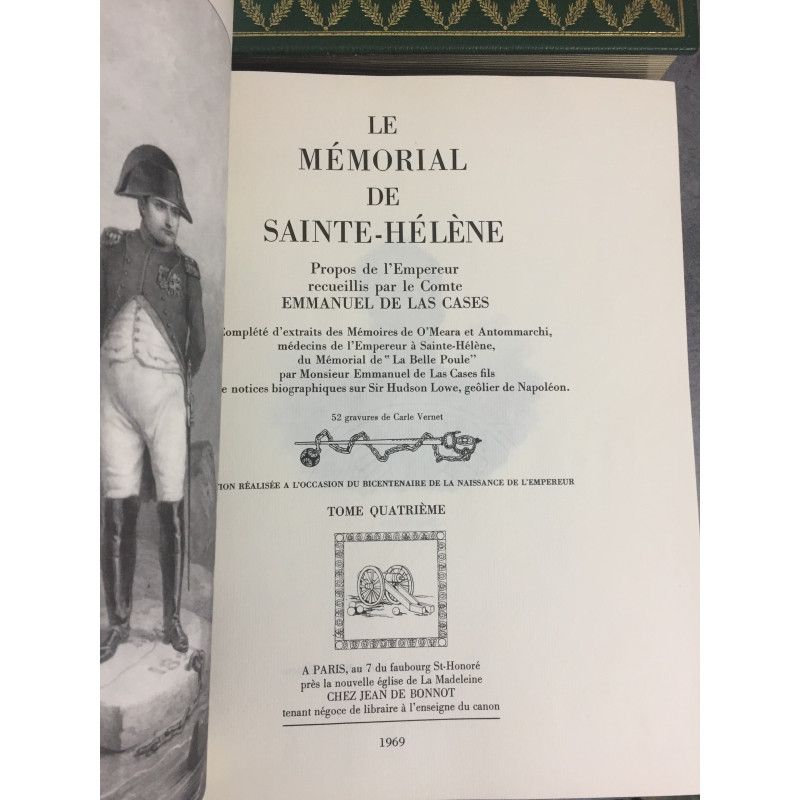 LE
MÉMORIAL
DE
SAINTE-HÉLÈNE
Propos de l'Empereur
recueillis par le Comte
EMMANUEL DE LAS CASES
Complété d'extraits des Mémoires de O'Meara et Antommarchi,
médecins de l'Empereur à Sainte-Hélène,
du Mémorial de "La Belle Poule"
par Monsieur Emmanuel de Las Cases fils
notices biographiques sur Sir Hudson Lowe, geôlier de Napoléon.
52 gravures de Carle Vernet
RÉALISÉE A L'OCCASION DU BICENTENAIRE DE LA NAISSANCE DE L'EMPEREUR
TOME QUATRIÈME
A PARIS, au 7 du faubourg St-Honoré
près la nouvelle église de La Madeleine
CHEZ JEAN DE BONNOT
tenant négoce de libraire à l'enseigne du canon
1969